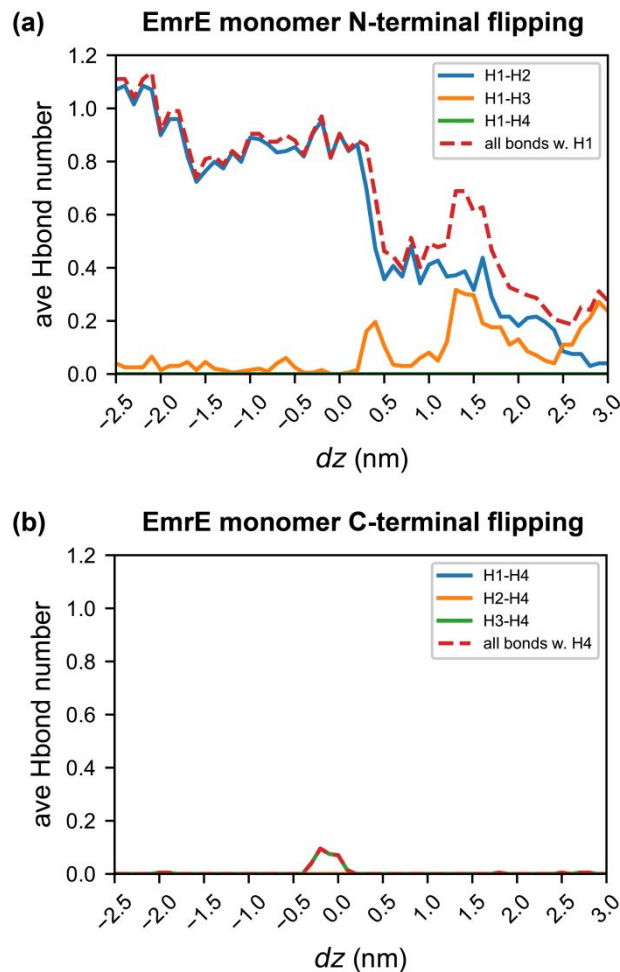 (a) EmrE monomer N-terminal flipping
1.2
1.0
0.8
0.6
0.4
0.2
0.0
ave Hbond number
H1-H2
H1-H3
H1-H4
all bonds w. H1
−2.5 −2.0 −1.5 −1.0 −0.5 0.0 0.5 1.0 1.5 2.0 2.5 3.0
dz (nm)
(b) EmrE monomer C-terminal flipping
1.2
1.0
0.8
0.6
0.4
0.2
0.0
ave Hbond number
H1-H4
H2-H4
H3-H4
all bonds w. H4
−2.5 −2.0 −1.5 −1.0 −0.5 0.0 0.5 1.0 1.5 2.0 2.5 3.0
dz (nm)